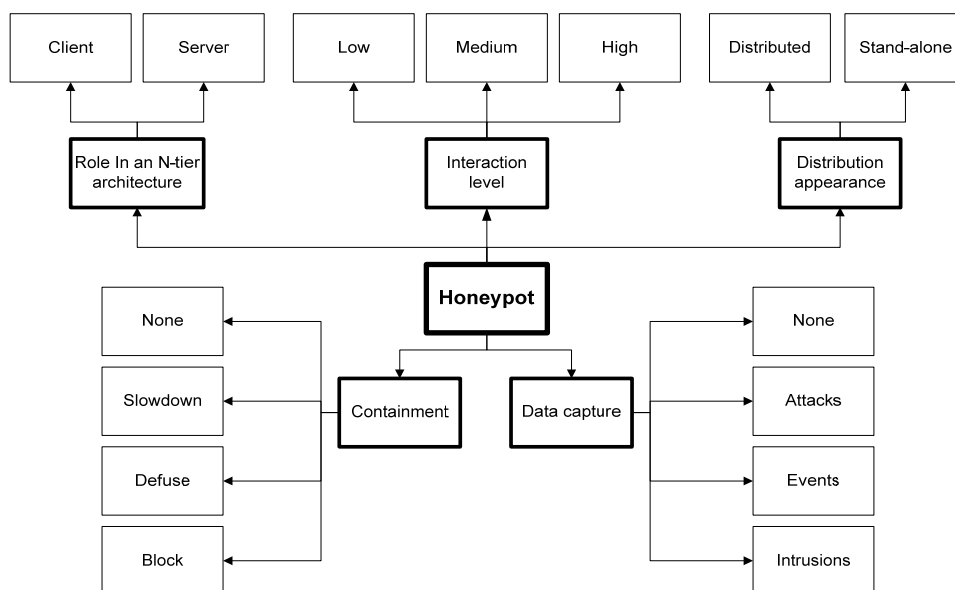 Client
Server
Low
Medium
High
Distributed
Stand-alone
Role In an N-tier
architecture
Interaction
level
Distribution
appearance
Honeypot
None
None
Slowdown
Containment
Data capture
Attacks
Defuse
Events
Block
Intrusions